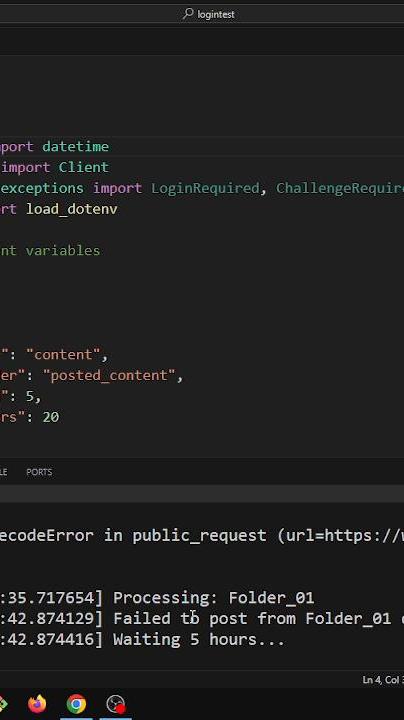 logintest
port datetime
import Client
exceptions import LoginRequired, ChallengeRequire
rt load_dotenv
nt variables
": "content",
er": "posted_content",
": 5,
rs": 20
LE PORTS
ecodeError in public_request (url=https://w
:35.717654] Processing: Folder_01
:42.874129] Failed to post from Folder_01
:42.874416] Waiting 5 hours...
Ln 4, Col